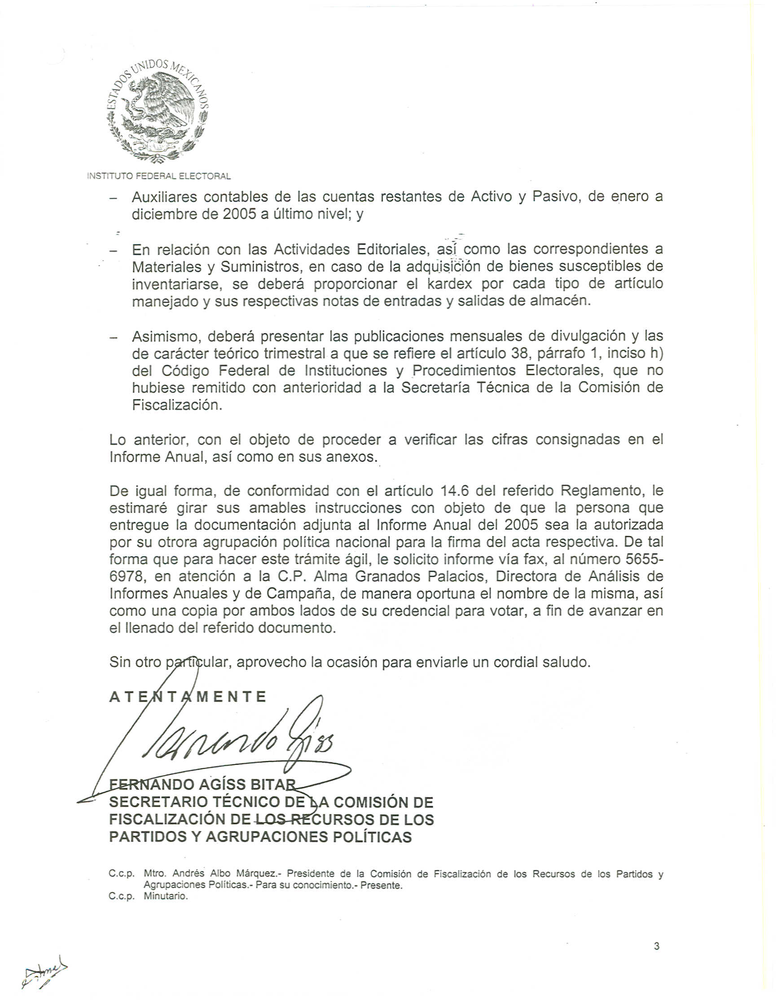 ESTADOS UNIDOS MEXICANOS
INSTITUTO FEDERAL ELECTORAL
– Auxiliares contables de las cuentas restantes de Activo y Pasivo, de enero a
diciembre de 2005 a último nivel; y
– En relación con las Actividades Editoriales, así como las correspondientes a
Materiales y Suministros, en caso de la adquisición de bienes susceptibles de
inventariarse, se deberá proporcionar el kardex por cada tipo de artículo
manejado y sus respectivas notas de entradas y salidas de almacén.
– Asimismo, deberá presentar las publicaciones mensuales de divulgación y las
de carácter teórico trimestral a que se refiere el artículo 38, párrafo 1, inciso h)
del Código Federal de Instituciones y Procedimientos Electorales, que no
hubiese remitido con anterioridad a la Secretaría Técnica de la Comisión de
Fiscalización.
Lo anterior, con el objeto de proceder a verificar las cifras consignadas en el
Informe Anual, así como en sus anexos.
De igual forma, de conformidad con el artículo 14.6 del referido Reglamento, le
estimaré girar sus amables instrucciones con objeto de que la persona que
entregue la documentación adjunta al Informe Anual del 2005 sea la autorizada
por su otrora agrupación política nacional para la firma del acta respectiva. De tal
forma que para hacer este trámite ágil, le solicito informe vía fax, al número 5655-
6978, en atención a la C.P. Alma Granados Palacios, Directora de Análisis de
Informes Anuales y de Campaña, de manera oportuna el nombre de la misma, así
como una copia por ambos lados de su credencial para votar, a fin de avanzar en
el llenado del referido documento.
Sin otro particular, aprovecho la ocasión para enviarle un cordial saludo.
A T E N T A M E N T E
FERNANDO AGÍSS BITAR
SECRETARIO TÉCNICO DE LA COMISIÓN DE
FISCALIZACIÓN DE LOS RECURSOS DE LOS
PARTIDOS Y AGRUPACIONES POLÍTICAS
C.c.p. Mtro. Andrés Albo Márquez.- Presidente de la Comisión de Fiscalización de los Recursos de los Partidos y
Agrupaciones Políticas.- Para su conocimiento.- Presente.
C.c.p. Minutario.
3